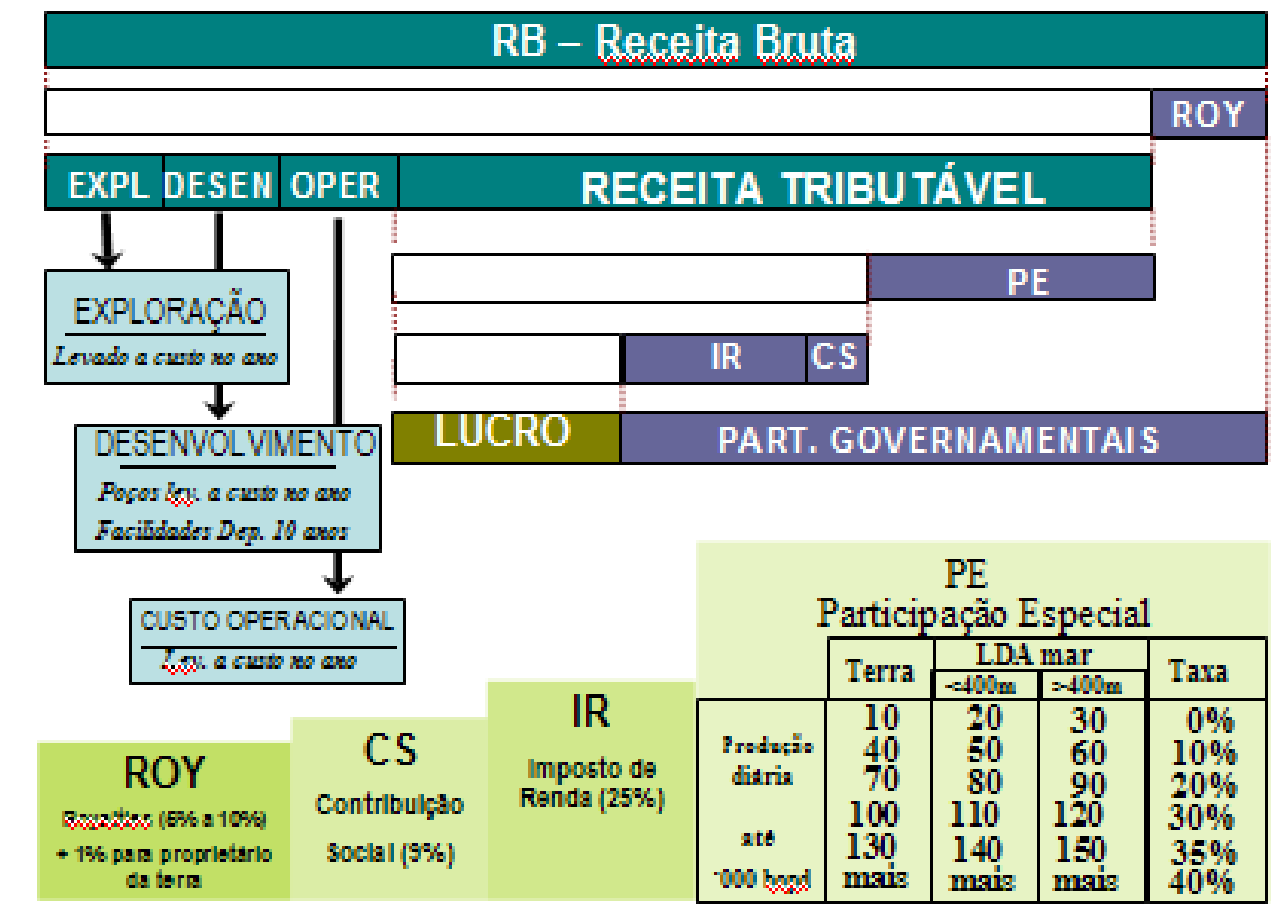 RB – Receita Bruta
ROY
EXPL DESEN OPER RECEITA TRIBUTÁVEL
PE
EXPLORAÇÃO
Levado a custo no ano
IR CS
LUCRO PART. GOVERNAMENTAIS
DESENVOLVIMENTO
Poços lev. a custo no ano
Facilidades Dep. 10 anos
CUSTO OPERACIONAL
Lev. a custo no ano
ROY
Royalties (5% a 10%)
+ 1% para proprietário
da terra
CS
Contribuição
Social (9%)
IR
Imposto de
Renda (25%)
PE
Participação Especial
Terra LDA mar Taxa
<400m >400m
Produção
diária
até
'000 bopd
10 20 30 0%
40 50 60 10%
70 80 90 20%
100 110 120 30%
130 140 150 35%
mais mais mais 40%